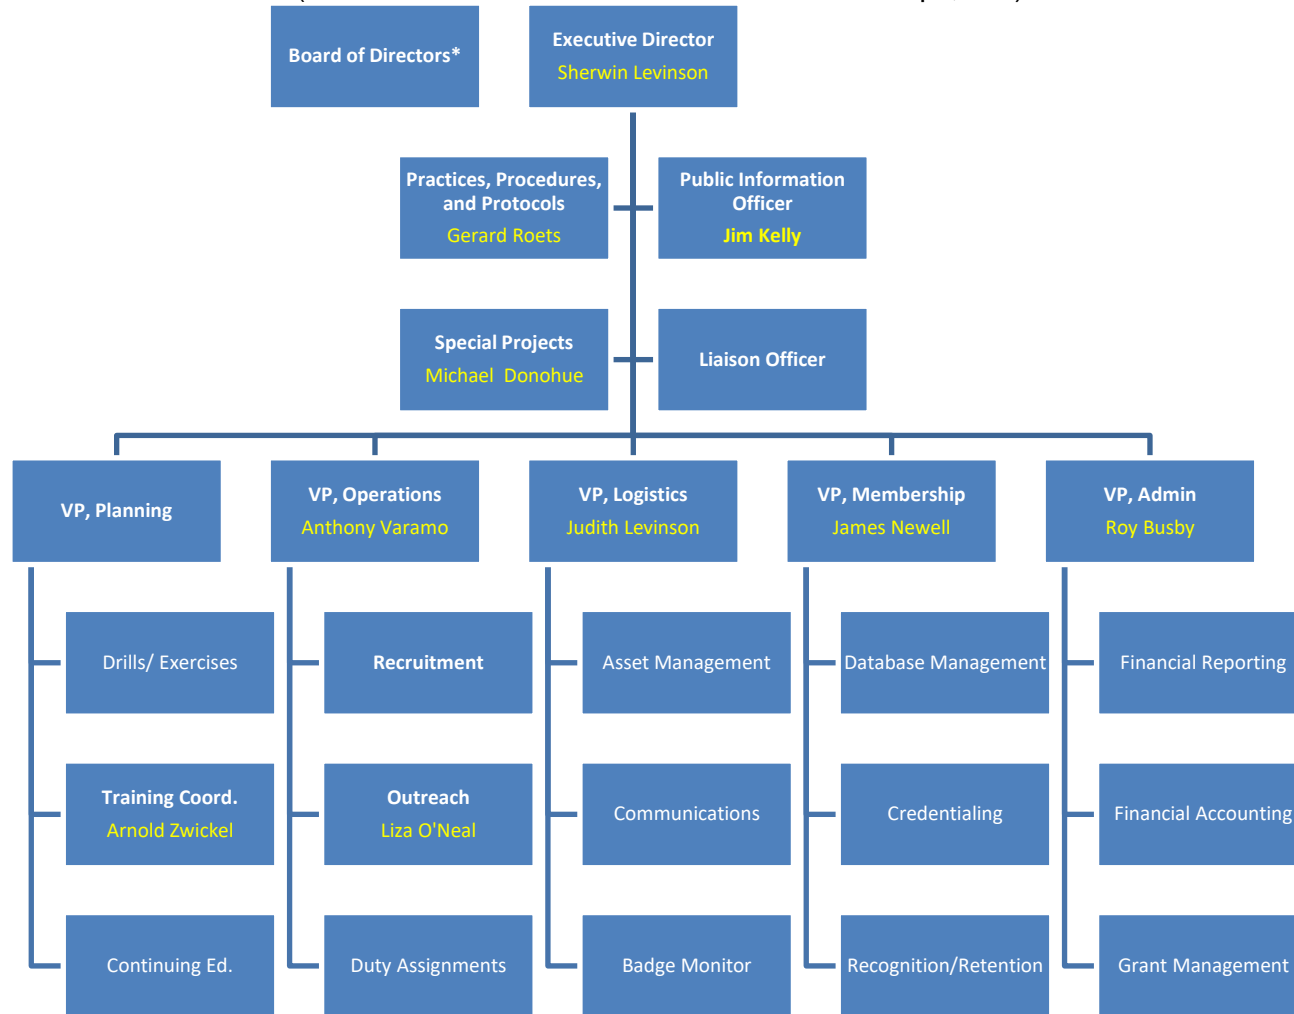 Board of Directors*
Executive Director
Sherwin Levinson
Practices, Procedures,
and Protocols
Gerard Roets
Public Information
Officer
Jim Kelly
Special Projects
Michael  Donohue
Liaison Officer
VP, Planning
VP, Operations
Anthony Varamo
VP, Logistics
Judith Levinson
VP, Membership
James Newell
VP, Admin
Roy Busby
Drills/ Exercises
Recruitment
Asset Management
Database Management
Financial Reporting
Training Coord.
Arnold Zwickel
Outreach
Liza O'Neal
Communications
Credentialing
Financial Accounting
Continuing Ed.
Duty Assignments
Badge Monitor
Recognition/Retention
Grant Management